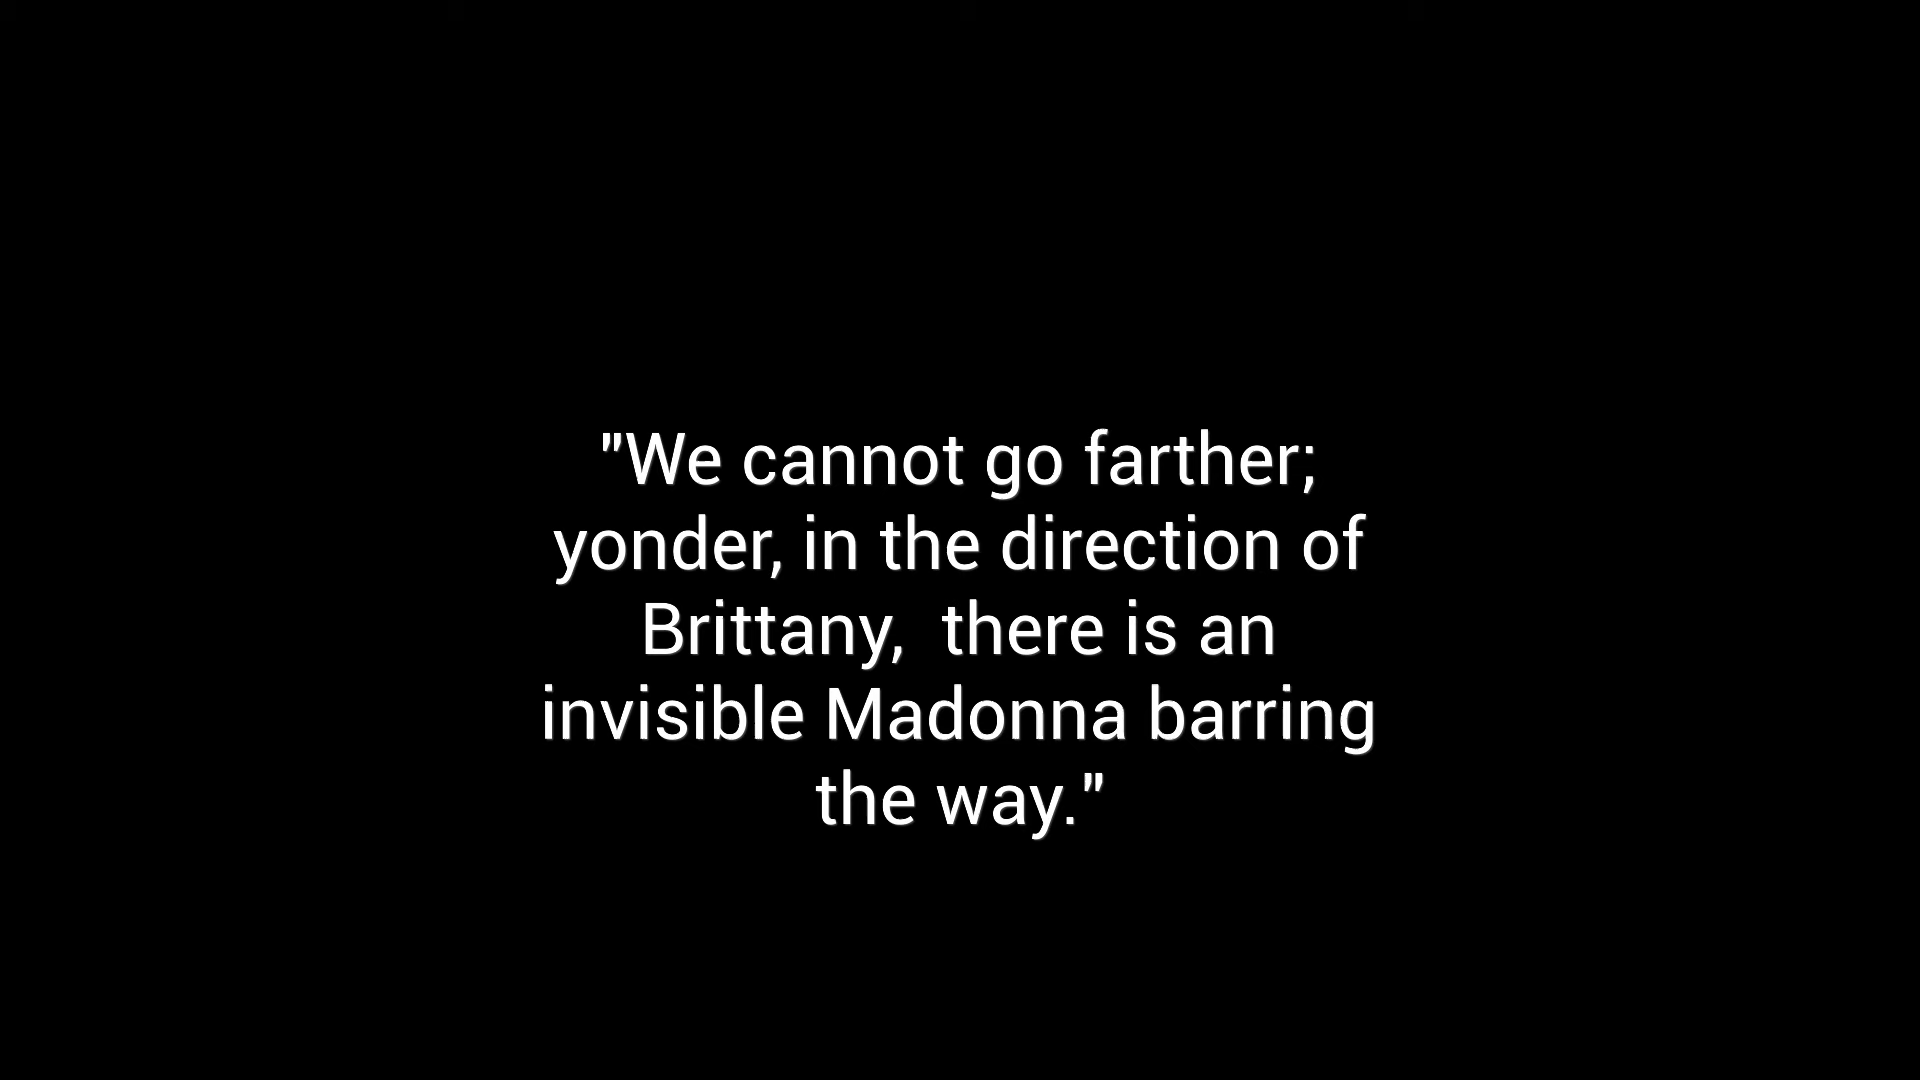 "We cannot go farther;
yonder, in the direction of
Brittany,  there is an
invisible Madonna barring
the way."